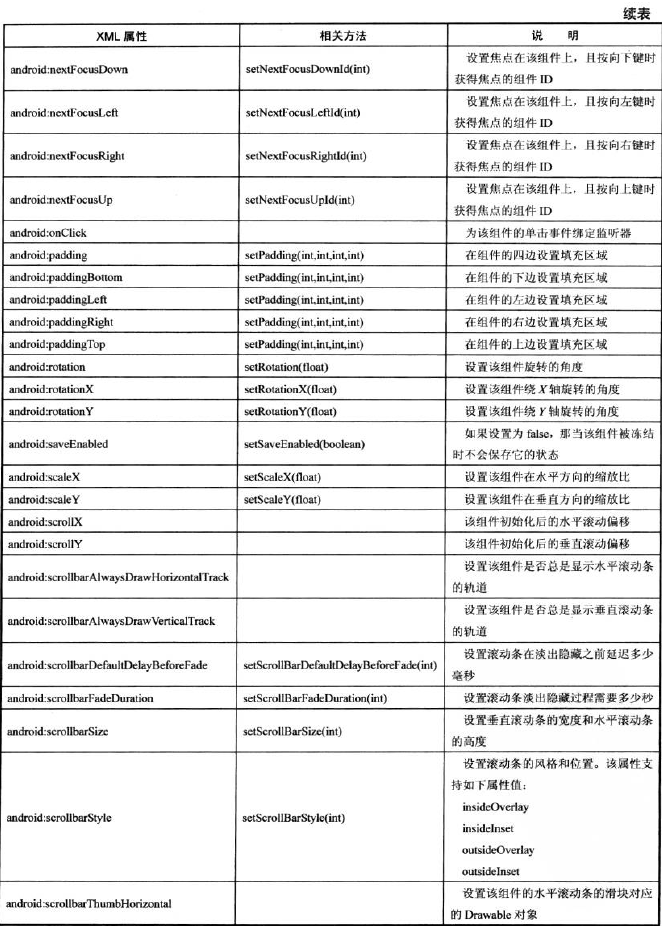 续表
XML 属性 相关方法 说 明
android:nextFocusDown setNextFocusDownId(int) 设置焦点在该组件上，且按向下键时
获得焦点的组件 ID
android:nextFocusLeft setNextFocusLeftId(int) 设置焦点在该组件上，且按向左键时
获得焦点的组件 ID
android:nextFocusRight setNextFocusRightId(int) 设置焦点在该组件上，且按向右键时
获得焦点的组件 ID
android:nextFocusUp setNextFocusUpId(int) 设置焦点在该组件上，且按向上键时
获得焦点的组件 ID
android:onClick 为该组件的单击事件绑定监听器
android:padding setPadding(int,int,int,int) 在组件的四边设置填充区域
android:paddingBottom setPadding(int,int,int,int) 在组件的下边设置填充区域
android:paddingLeft setPadding(int,int,int,int) 在组件的左边设置填充区域
android:paddingRight setPadding(int,int,int,int) 在组件的右边设置填充区域
android:paddingTop setPadding(int,int,int,int) 在组件的上边设置填充区域
android:rotation setRotation(float) 设置该组件旋转的角度
android:rotationX setRotationX(float) 设置该组件绕 X 轴旋转的角度
android:rotationY setRotationY(float) 设置该组件绕 Y 轴旋转的角度
android:saveEnabled setSaveEnabled(boolean) 如果设置为 false，那当该组件被冻结
时不会保存它的状态
android:scaleX setScaleX(float) 设置该组件在水平方向的缩放比
android:scaleY setScaleY(float) 设置该组件在垂直方向的缩放比
android:scrollX 该组件初始化后的水平滚动偏移
android:scrollY 该组件初始化后的垂直滚动偏移
android:scrollbarAlwaysDrawHorizontalTrack 设置该组件是否总是显示水平滚动条
的轨道
android:scrollbarAlwaysDrawVerticalTrack 设置该组件是否总是显示垂直滚动条
的轨道
android:scrollbarDefaultDelayBeforeFade setScrollBarDefaultDelayBeforeFade(int) 设置滚动条在淡出隐藏之前延迟多少
毫秒
android:scrollbarFadeDuration setScrollBarFadeDuration(int) 设置滚动条淡出隐藏过程需要多少秒
android:scrollbarSize setScrollBarSize(int) 设置垂直滚动条的宽度和水平滚动条
的高度
android:scrollbarStyle setScrollBarStyle(int) 设置滚动条的风格和位置。该属性支
持如下属性值：
insideOverlay
insideInset
outsideOverlay
outsideInset
android:scrollbarThumbHorizontal 设置该组件的水平滚动条的滑块对应
的 Drawable 对象